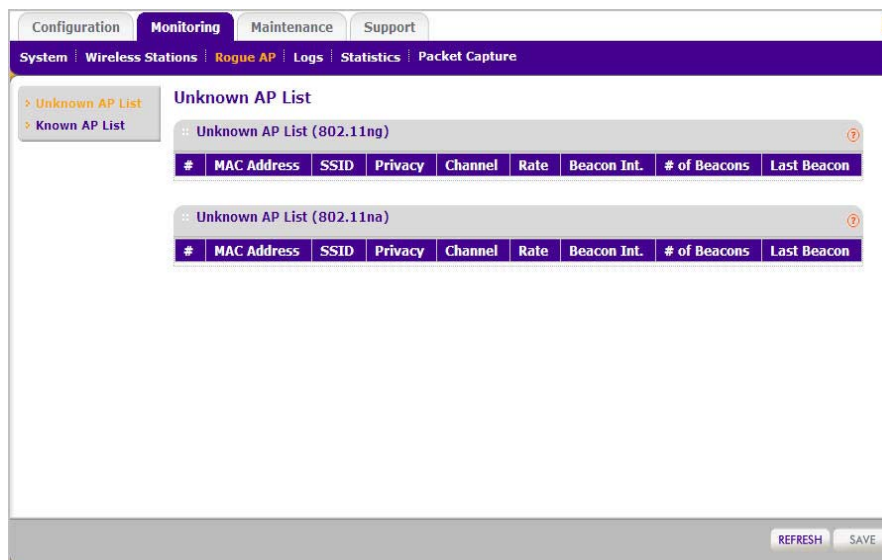 Configuration Monitoring Maintenance Support
System Wireless Stations Rogue AP Logs Statistics Packet Capture
Unknown AP List
Known AP List
Unknown AP List
Unknown AP List (802.11ng)
?
# MAC Address SSID Privacy Channel Rate Beacon Int. # of Beacons Last Beacon
Unknown AP List (802.11na)
?
# MAC Address SSID Privacy Channel Rate Beacon Int. # of Beacons Last Beacon
REFRESH SAVE